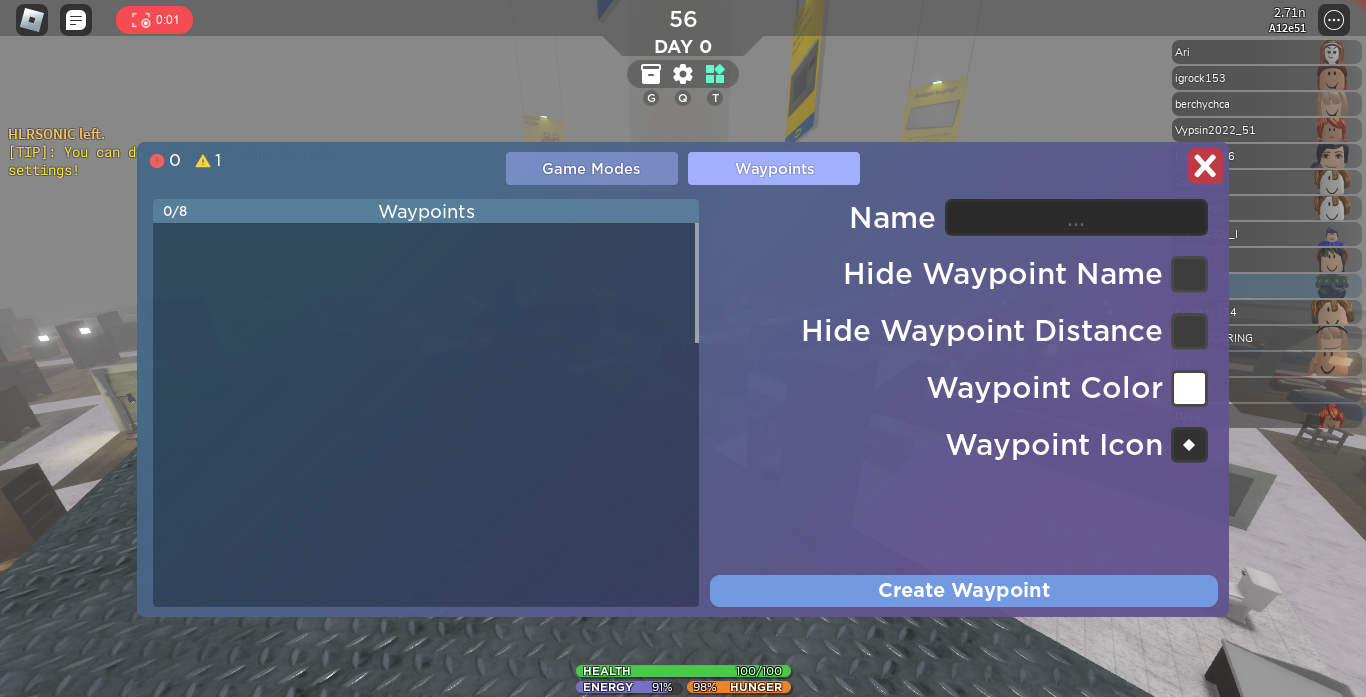 0:01
56
DAY 0
2.71n
A12e51
G Q T
Ari
igrock153
berchychca
Vypsin2022_51
HLRSONIC left.
[TIP]: You can d
settings!
0 1
Game Modes
Waypoints
0/8
Waypoints
Name ...
Hide Waypoint Name
Hide Waypoint Distance
Waypoint Color
Waypoint Icon
Create Waypoint
HEALTH 100/100
ENERGY 91%
98% HUNGER